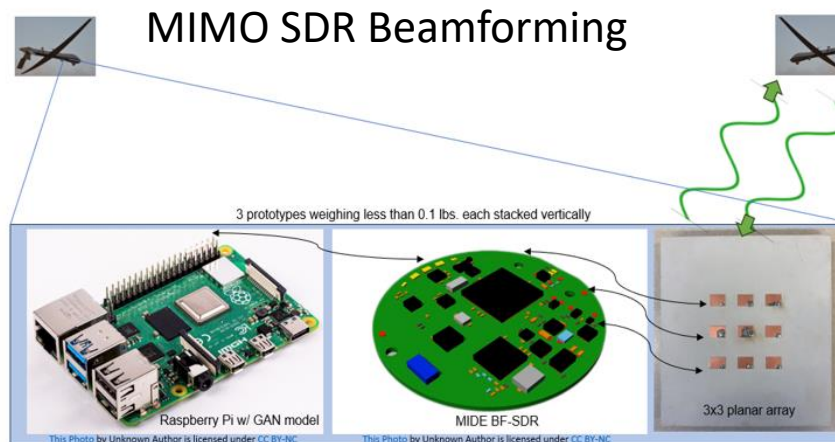 MIMO SDR Beamforming
3 prototypes weighing less than 0.1 lbs. each stacked vertically
Raspberry Pi w/ GAN model
MIDE BF-SDR
3x3 planar array
This Photo by Unknown Author is licensed under CC BY-NC
This Photo by Unknown Author is licensed under CC BY-NC